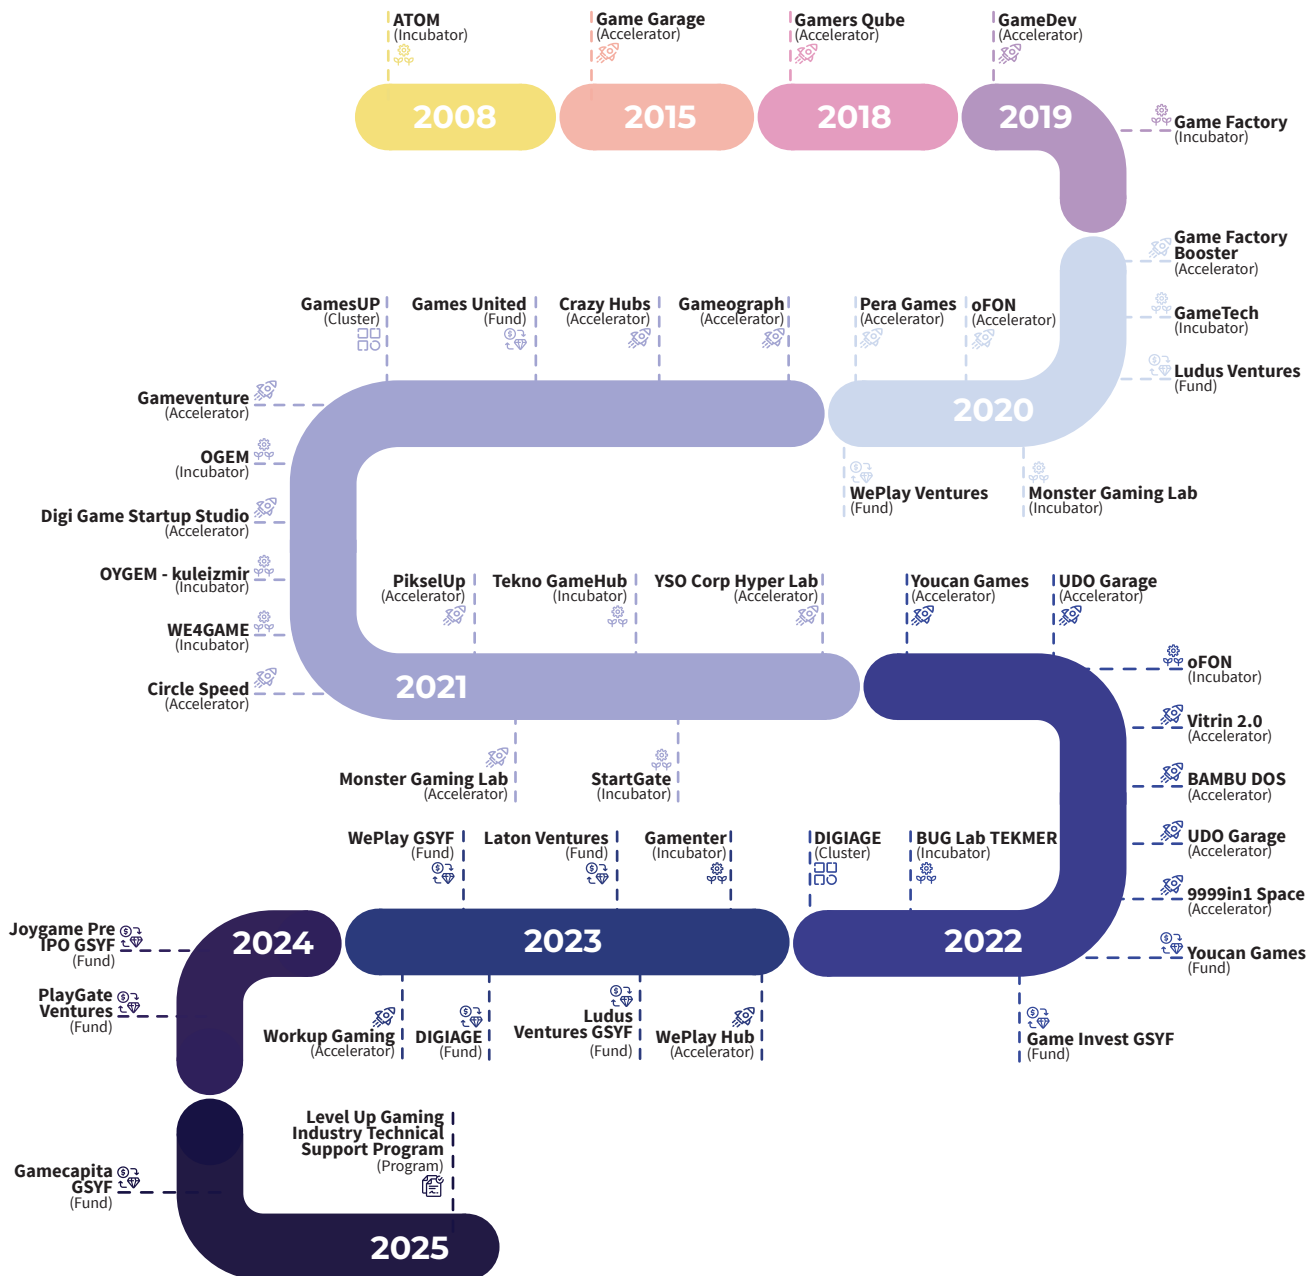 ATOM
(Incubator)
Game Garage
(Accelerator)
Gamers Qube
(Accelerator)
GameDev
(Accelerator)
2008
2015
2018
2019
Game Factory
(Incubator)
Game Factory
Booster
(Accelerator)
GameTech
(Incubator)
Ludus Ventures
(Fund)
GamesUP
(Cluster)
Games United
(Fund)
Crazy Hubs
(Accelerator)
Gameograph
(Accelerator)
Pera Games
(Accelerator)
oFON
(Accelerator)
2020
WePlay Ventures
(Fund)
Monster Gaming Lab
(Incubator)
Gameventure
(Accelerator)
OGEM
(Incubator)
Digi Game Startup Studio
(Accelerator)
OYGEM - kuleizmir
(Incubator)
WE4GAME
(Incubator)
Circle Speed
(Accelerator)
PikselUp
(Accelerator)
Tekno GameHub
(Incubator)
YSO Corp Hyper Lab
(Accelerator)
2021
Monster Gaming Lab
(Accelerator)
StartGate
(Incubator)
Youcan Games
(Accelerator)
UDO Garage
(Accelerator)
oFON
(Incubator)
Vitrin 2.0
(Accelerator)
BAMBU DOS
(Accelerator)
UDO Garage
(Accelerator)
9999in1 Space
(Accelerator)
Youcan Games
(Fund)
DIGIAGE
(Cluster)
BUG Lab TEKMER
(Incubator)
2022
Game Invest GSYF
(Fund)
WePlay GSYF
(Fund)
Laton Ventures
(Fund)
Gamenter
(Incubator)
2023
Workup Gaming
(Accelerator)
DIGIAGE
(Fund)
Ludus
Ventures GSYF
(Fund)
WePlay Hub
(Accelerator)
2024
Joygame Pre
IPO GSYF
(Fund)
PlayGate
Ventures
(Fund)
Gamecapita
GSYF
(Fund)
Level Up Gaming
Industry Technical
Support Program
(Program)
2025